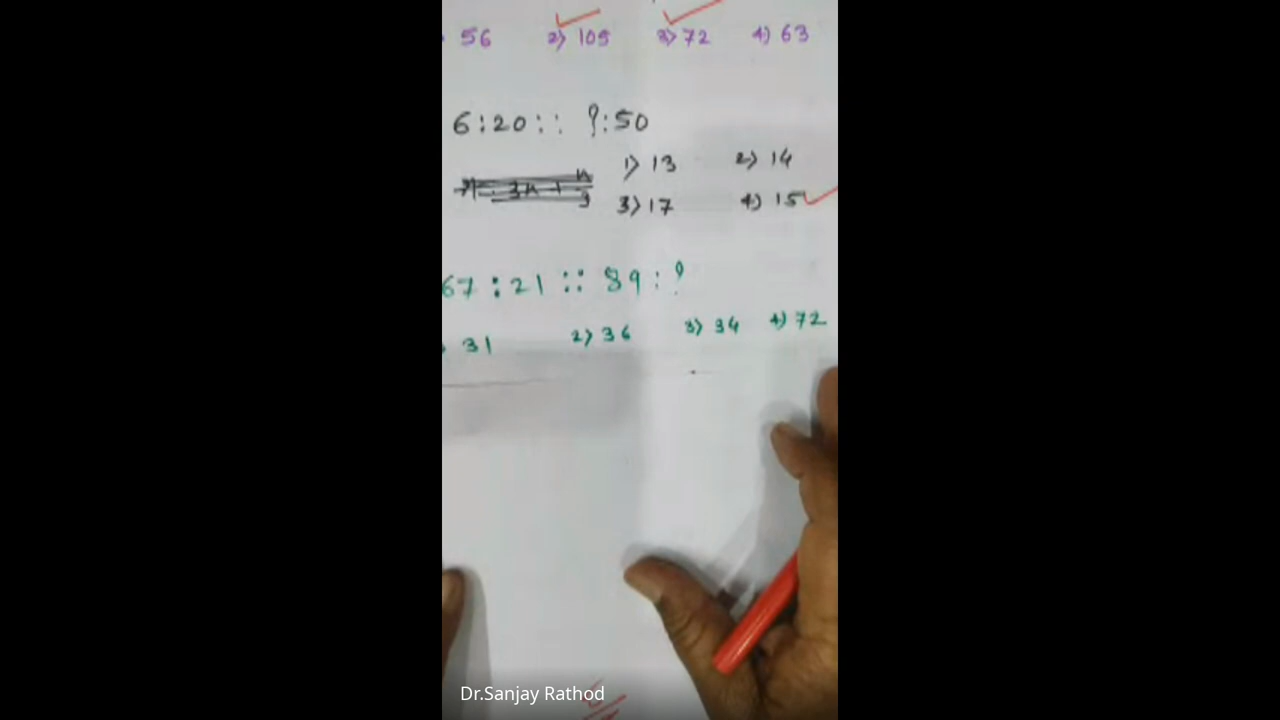 56 2) 105 3) 72 4) 63
6:20:: ?:50
1) 13 2) 14
3) 17 4) 15
67:21 :: 89:?
31 2) 36 3) 34 4) 72
Dr.Sanjay Rathod